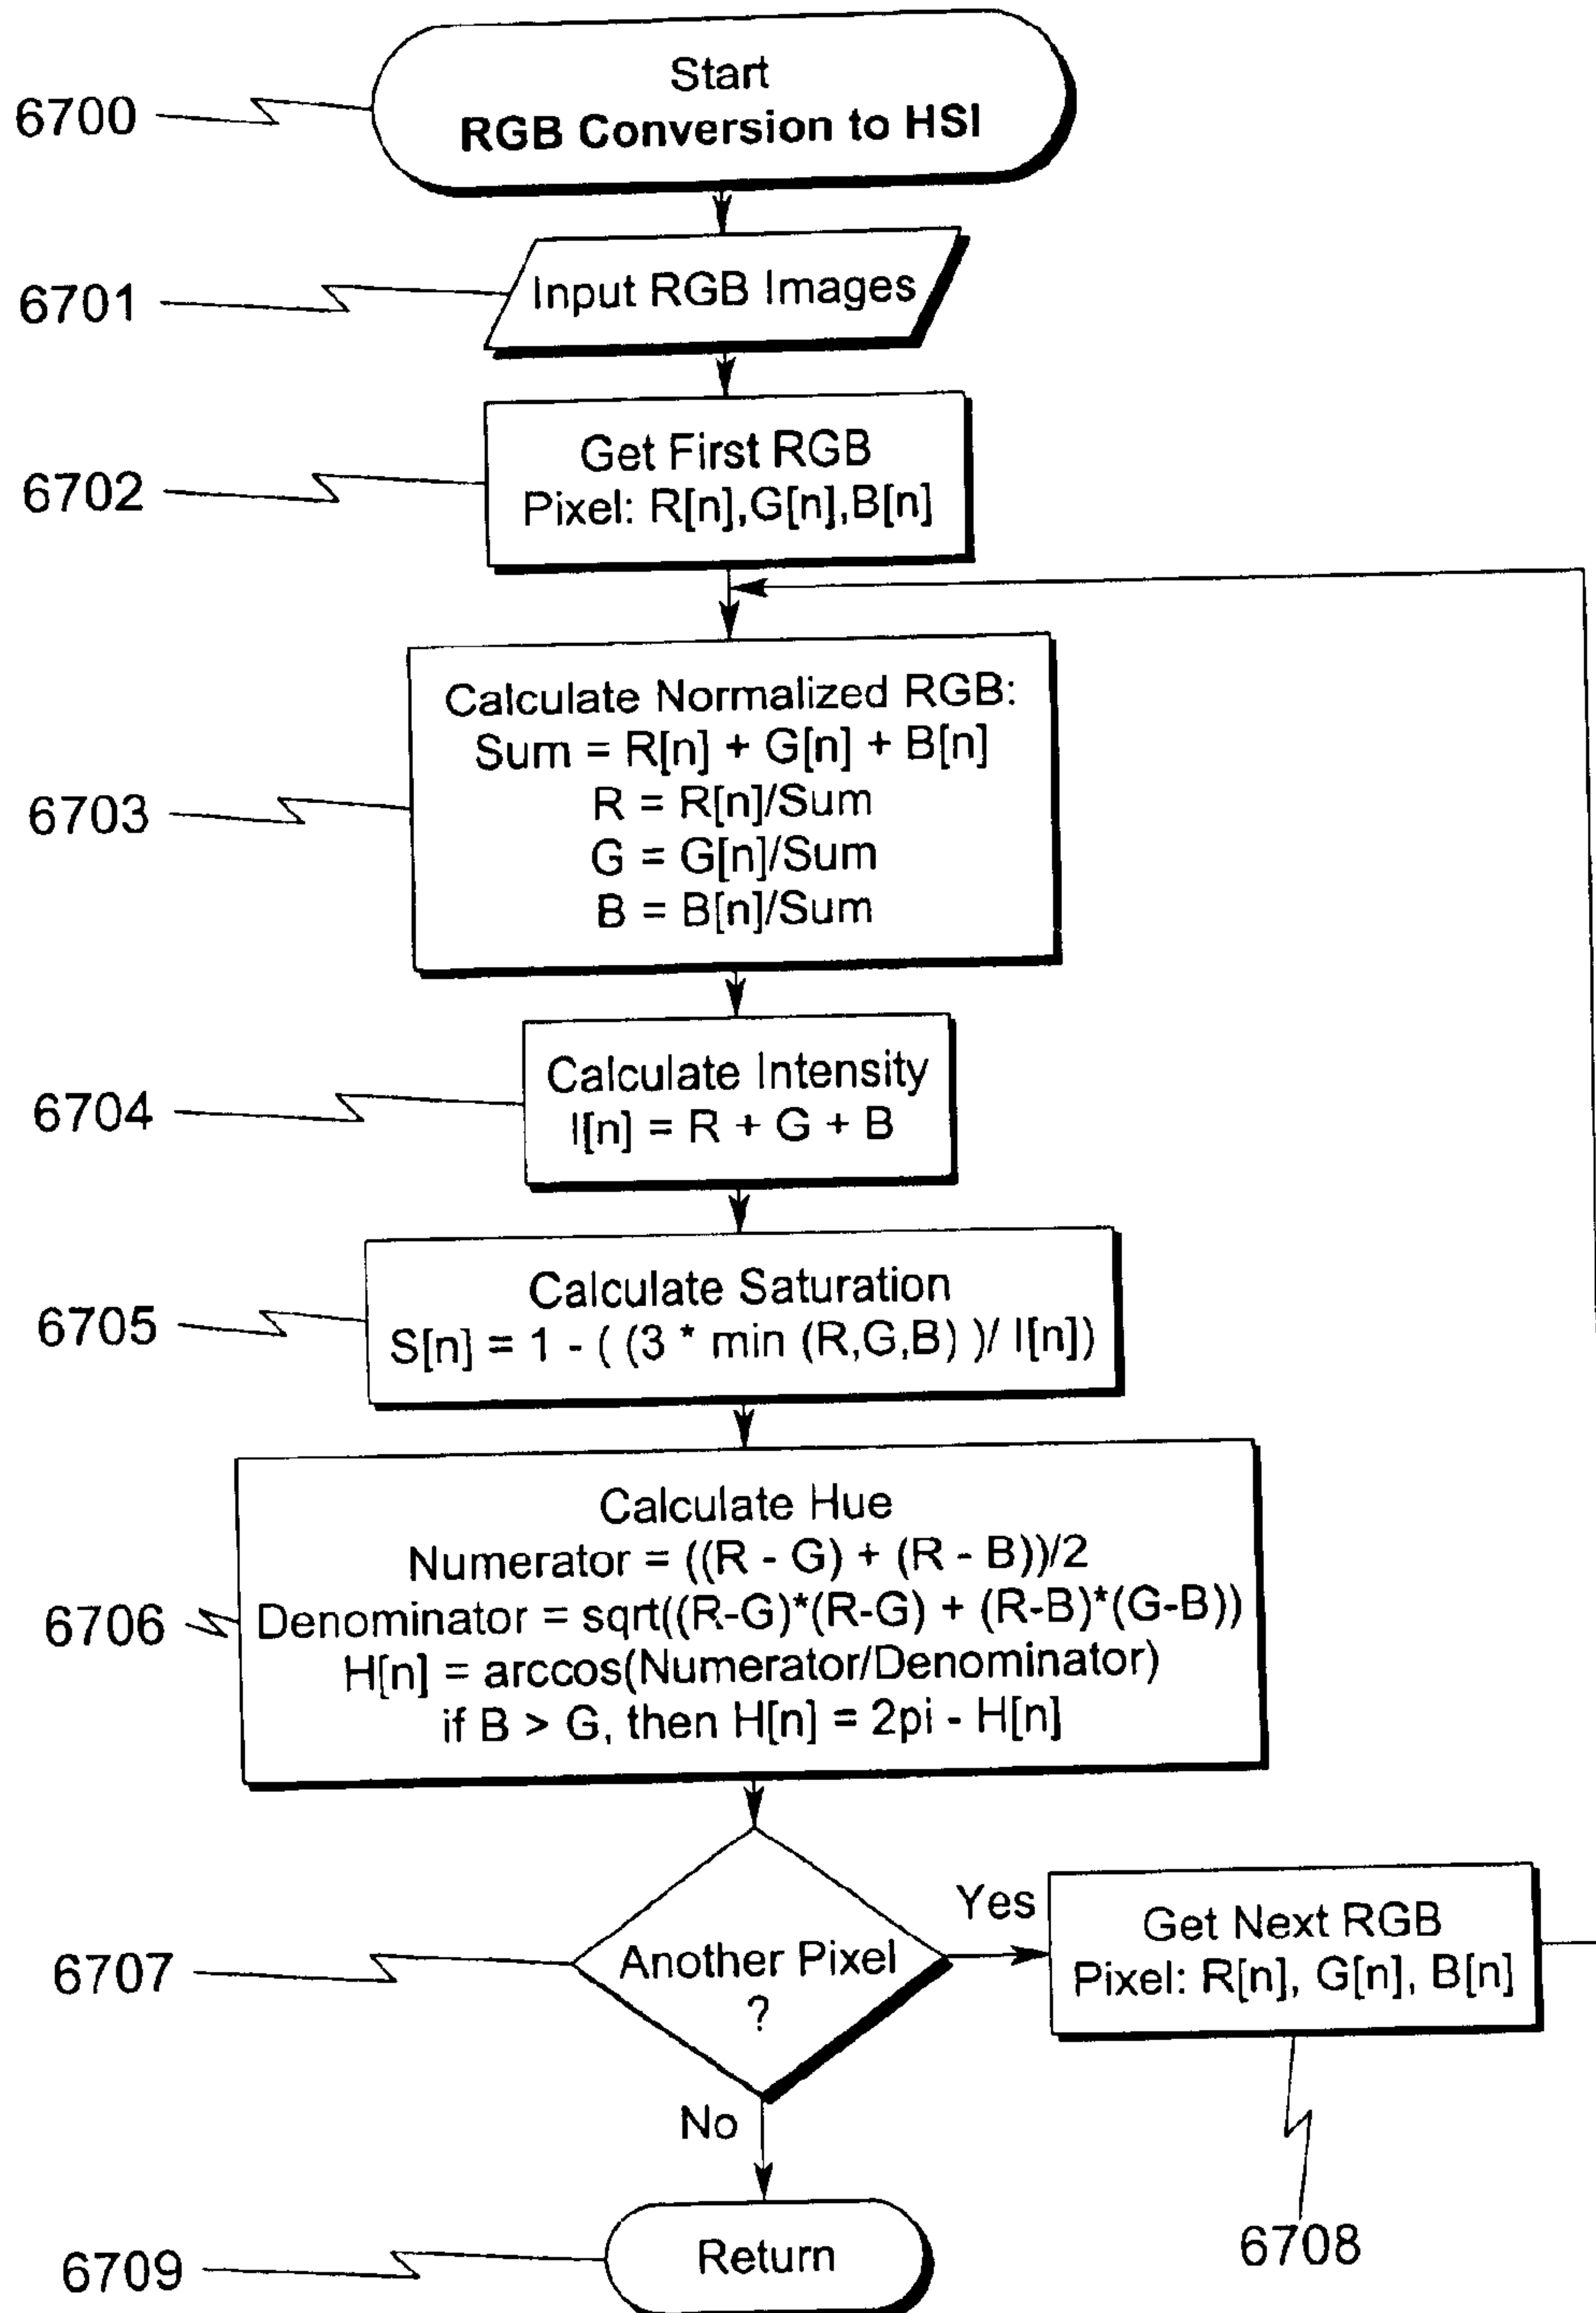 6700
Start
RGB Conversion to HSI
6701
Input RGB Images
6702
Get First RGB
Pixel: R[n],G[n],B[n]
6703
Calculate Normalized RGB:
Sum = R[n] + G[n] + B[n]
R = R[n]/Sum
G = G[n]/Sum
B = B[n]/Sum
6704
Calculate Intensity
I[n] = R + G + B
6705
Calculate Saturation
S[n] = 1 - ( (3 * min (R,G,B) )/ I[n])
6706
Calculate Hue
Numerator = ((R - G) + (R - B))/2
Denominator = sqrt((R-G)*(R-G) + (R-B)*(G-B))
H[n] = arccos(Numerator/Denominator)
if B > G, then H[n] = 2pi - H[n]
6707
Another Pixel
?
Yes
Get Next RGB
Pixel: R[n], G[n], B[n]
No
6708
6709
Return